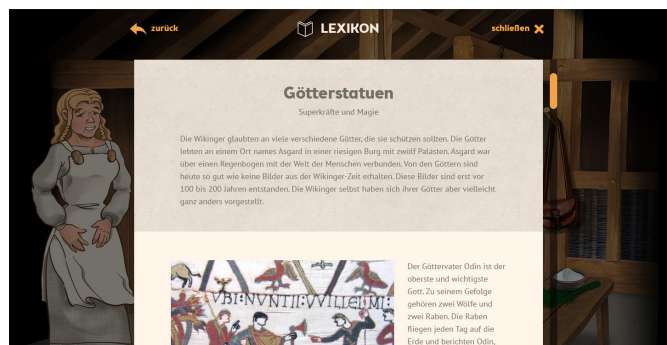 zurück
LEXIKON
schließen
Götterstatuen
Superkräfte und Magie
Die Wikinger glaubten an viele verschiedene Götter, die sie schützen sollten. Die Götter
lebten an einem Ort names Asgard in einer riesigen Burg mit zwölf Palästen. Asgard war
über einen Regenbogen mit der Welt der Menschen verbunden. Von den Göttern sind
heute so gut wie keine Bilder aus der Wikinger-Zeit erhalten. Diese Bilder sind erst vor
100 bis 200 Jahren entstanden. Die Wikinger selbst haben sich ihrer Götter aber vielleicht
ganz anders vorgestellt.
VBI:NVNTII:VVILLELMI:
Der Göttervater Odin ist der
oberste und wichtigste
Gott. Zu seinem Gefolge
gehören zwei Wölfe und
zwei Raben. Die Raben
fliegen jeden Tag auf die
Erde und berichten Odin,